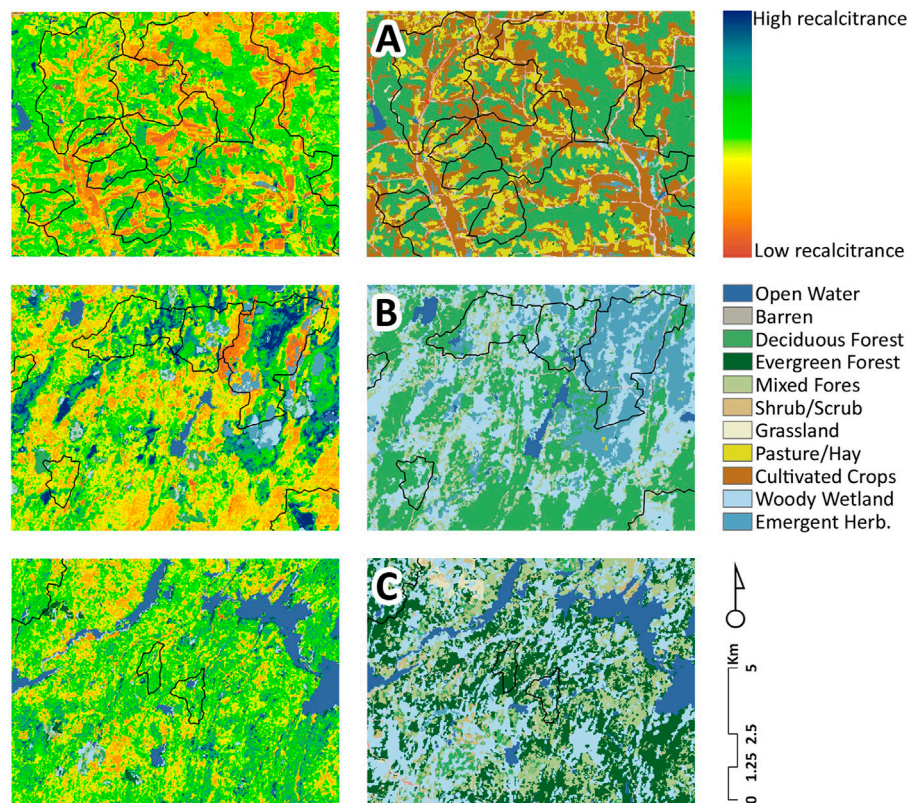 A
High recalcitrance
Low recalcitrance
B
Open Water
Barren
Deciduous Forest
Evergreen Forest
Mixed Fores
Shrub/Scrub
Grassland
Pasture/Hay
Cultivated Crops
Woody Wetland
Emergent Herb.
C
Km
5
2.5
1.25
0